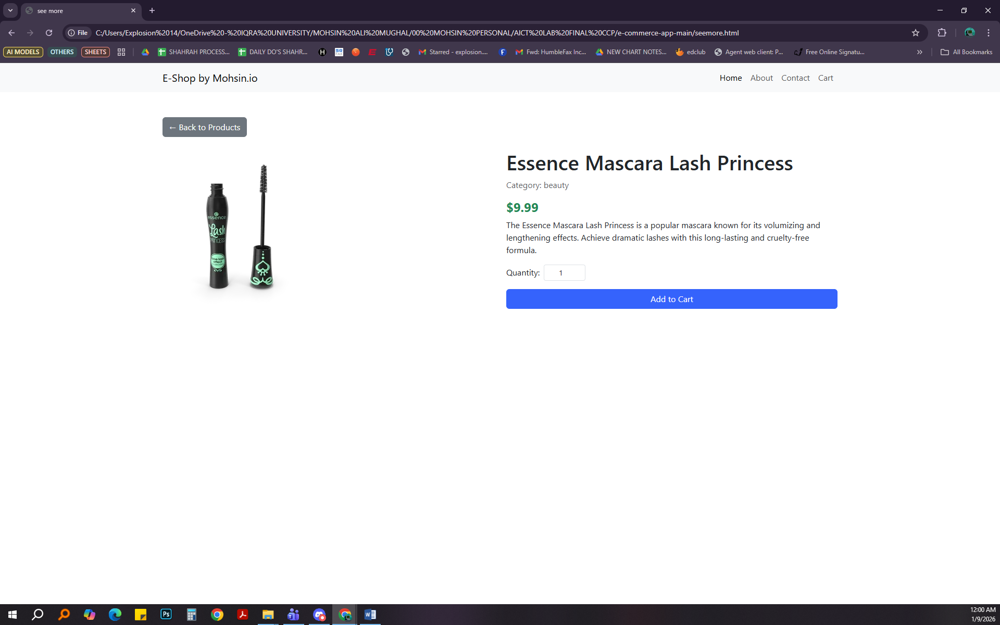 see more
File
C:/Users/Explosion%2014/OneDrive%20-%20IQRA%20UNIVERSITY/MOHSIN%20ALI%20MUGHAL/00%20MOHSIN%20PERSONAL/AICT%20LAB%20FINAL%20CCP/e-commerce-app-main/seemore.html
AI MODELS OTHERS SHEETS SHAHRAH PROCESS... DAILY DO'S SHAHR... H SR FAX E F Starred - explosion.... Fwd: HumbleFax Inc... NEW CHART NOTES... edclub Agent web client: P... Free Online Signatu... All Bookmarks
E-Shop by Mohsin.io
Home About Contact Cart
← Back to Products
essence
Lash
PRINCESS
false lash
effect
Essence Mascara Lash Princess
Category: beauty
$9.99
The Essence Mascara Lash Princess is a popular mascara known for its volumizing and
lengthening effects. Achieve dramatic lashes with this long-lasting and cruelty-free
formula.
Quantity: 1
Add to Cart
Ps
12:00 AM
1/9/2026